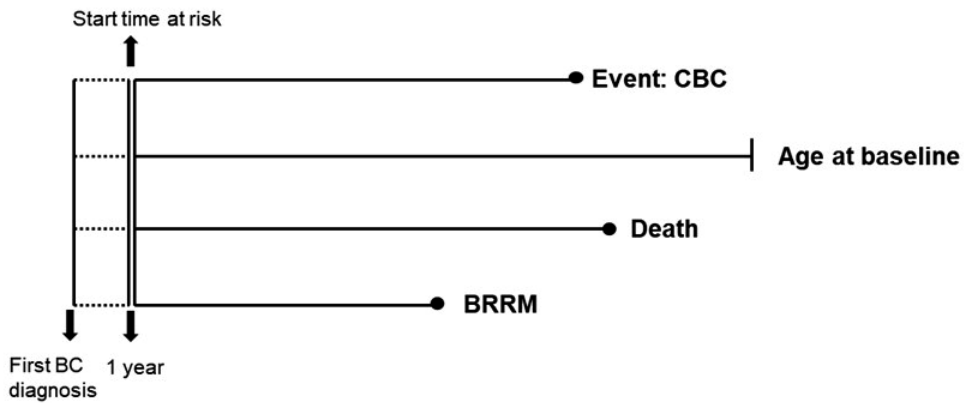 Start time at risk
Event: CBC
Age at baseline
Death
BRRM
First BC
diagnosis
1 year